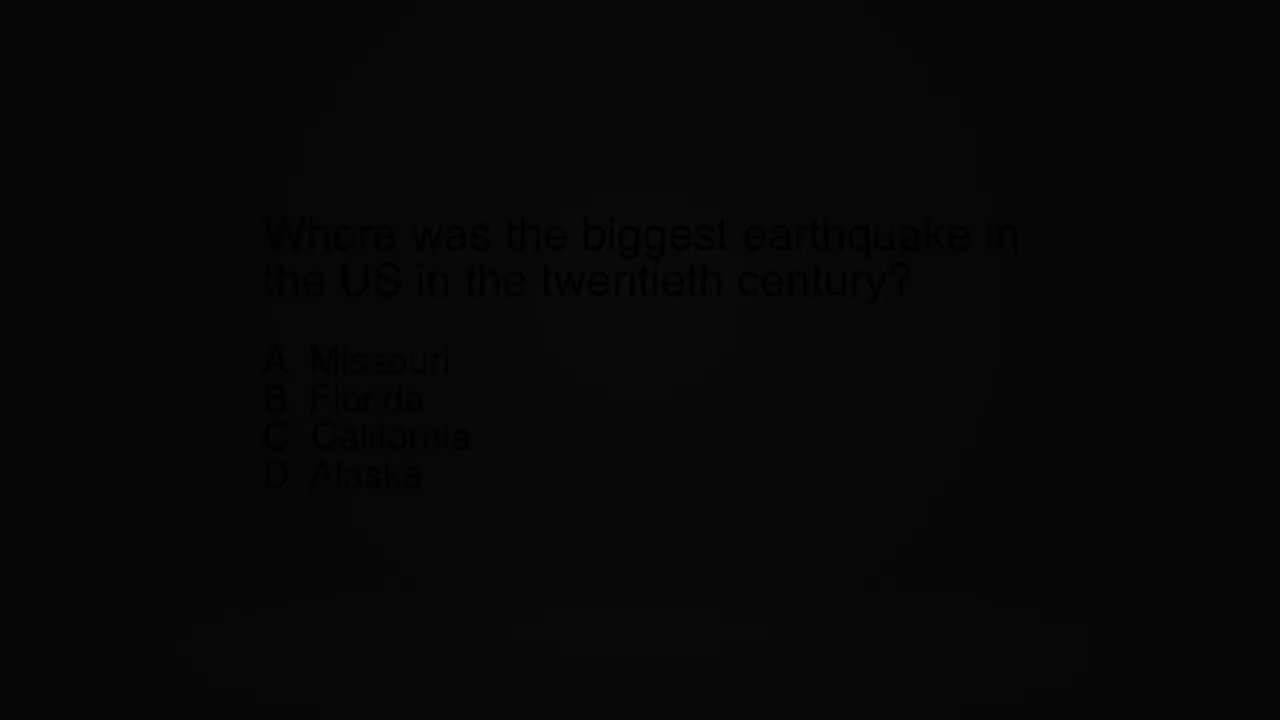 Where was the biggest earthquake in
the US in the twentieth century?
A Missouri
B Florida
C California
D Alaska